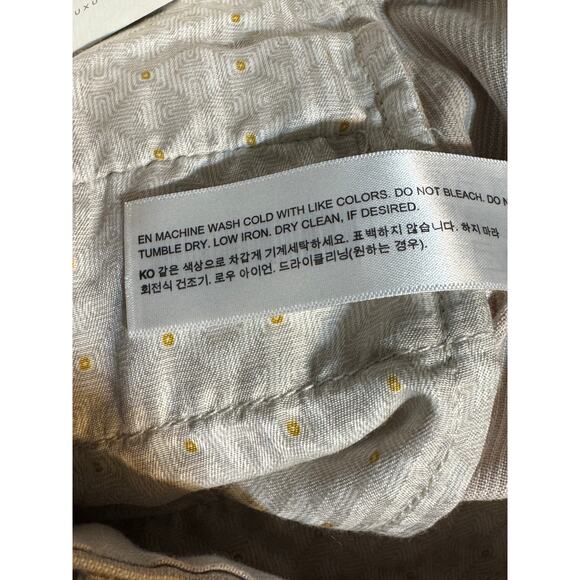 EN MACHINE WASH COLD WITH LIKE COLORS. DO NOT BLEACH. DO N
TUMBLE DRY. LOW IRON. DRY CLEAN, IF DESIRED.
KO 같은 색상으로 차갑게 기계세탁하세요. 표백하지 않습니다. 하지 마라
회전식 건조기. 로우 아이언. 드라이클리닝(원하는 경우).